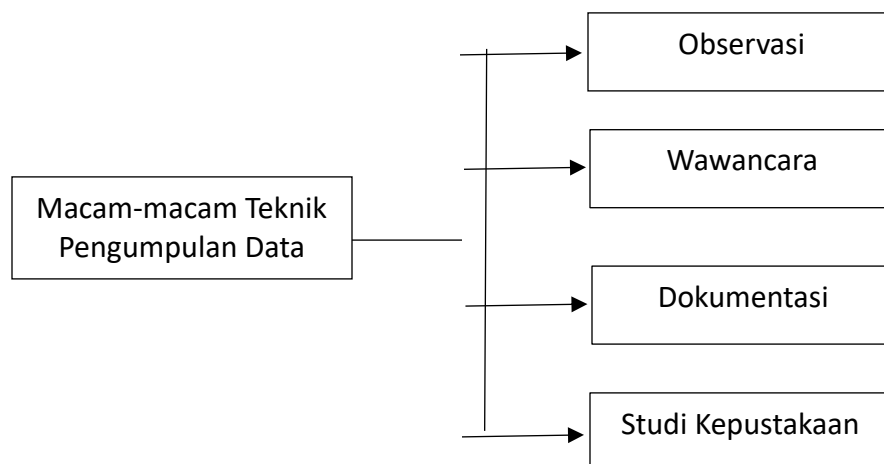 Observasi
Wawancara
Macam-macam Teknik
Pengumpulan Data
Dokumentasi
Studi Kepustakaan